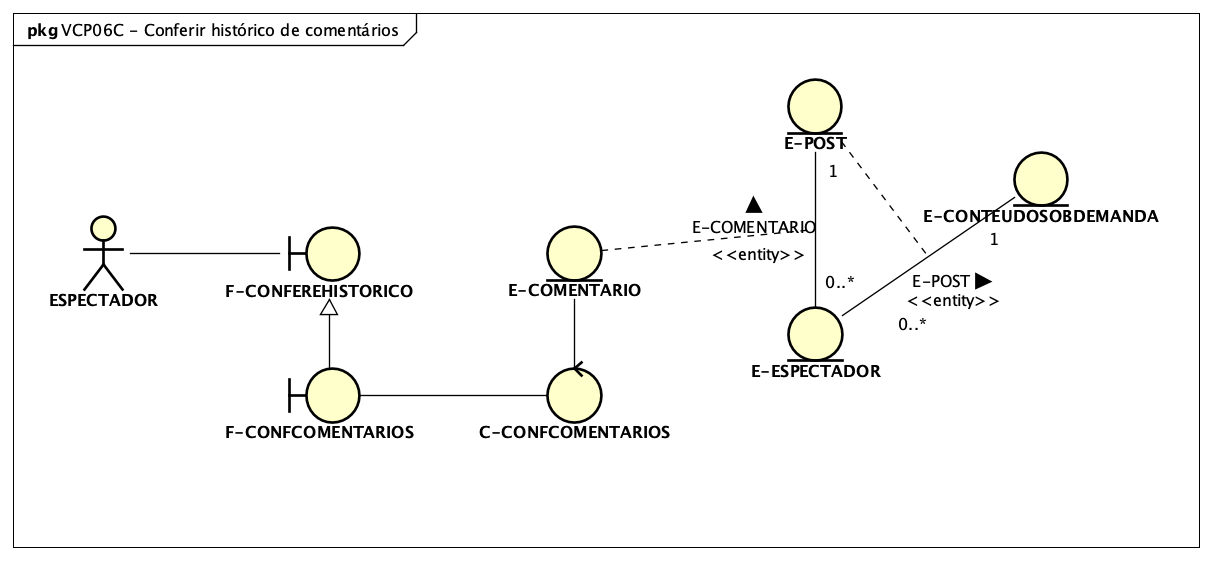 pkg VCP06C - Conferir histórico de comentários
E-POST
1
E-CONTEUDOSOBDEMANDA
1
E-COMENTARIO
<<entity>>
ESPECTADOR
F-CONFEREHISTORICO
E-COMENTARIO
0..*
E-POST
<<entity>>
0..*
E-ESPECTADOR
F-CONFCOMENTARIOS
C-CONFCOMENTARIOS